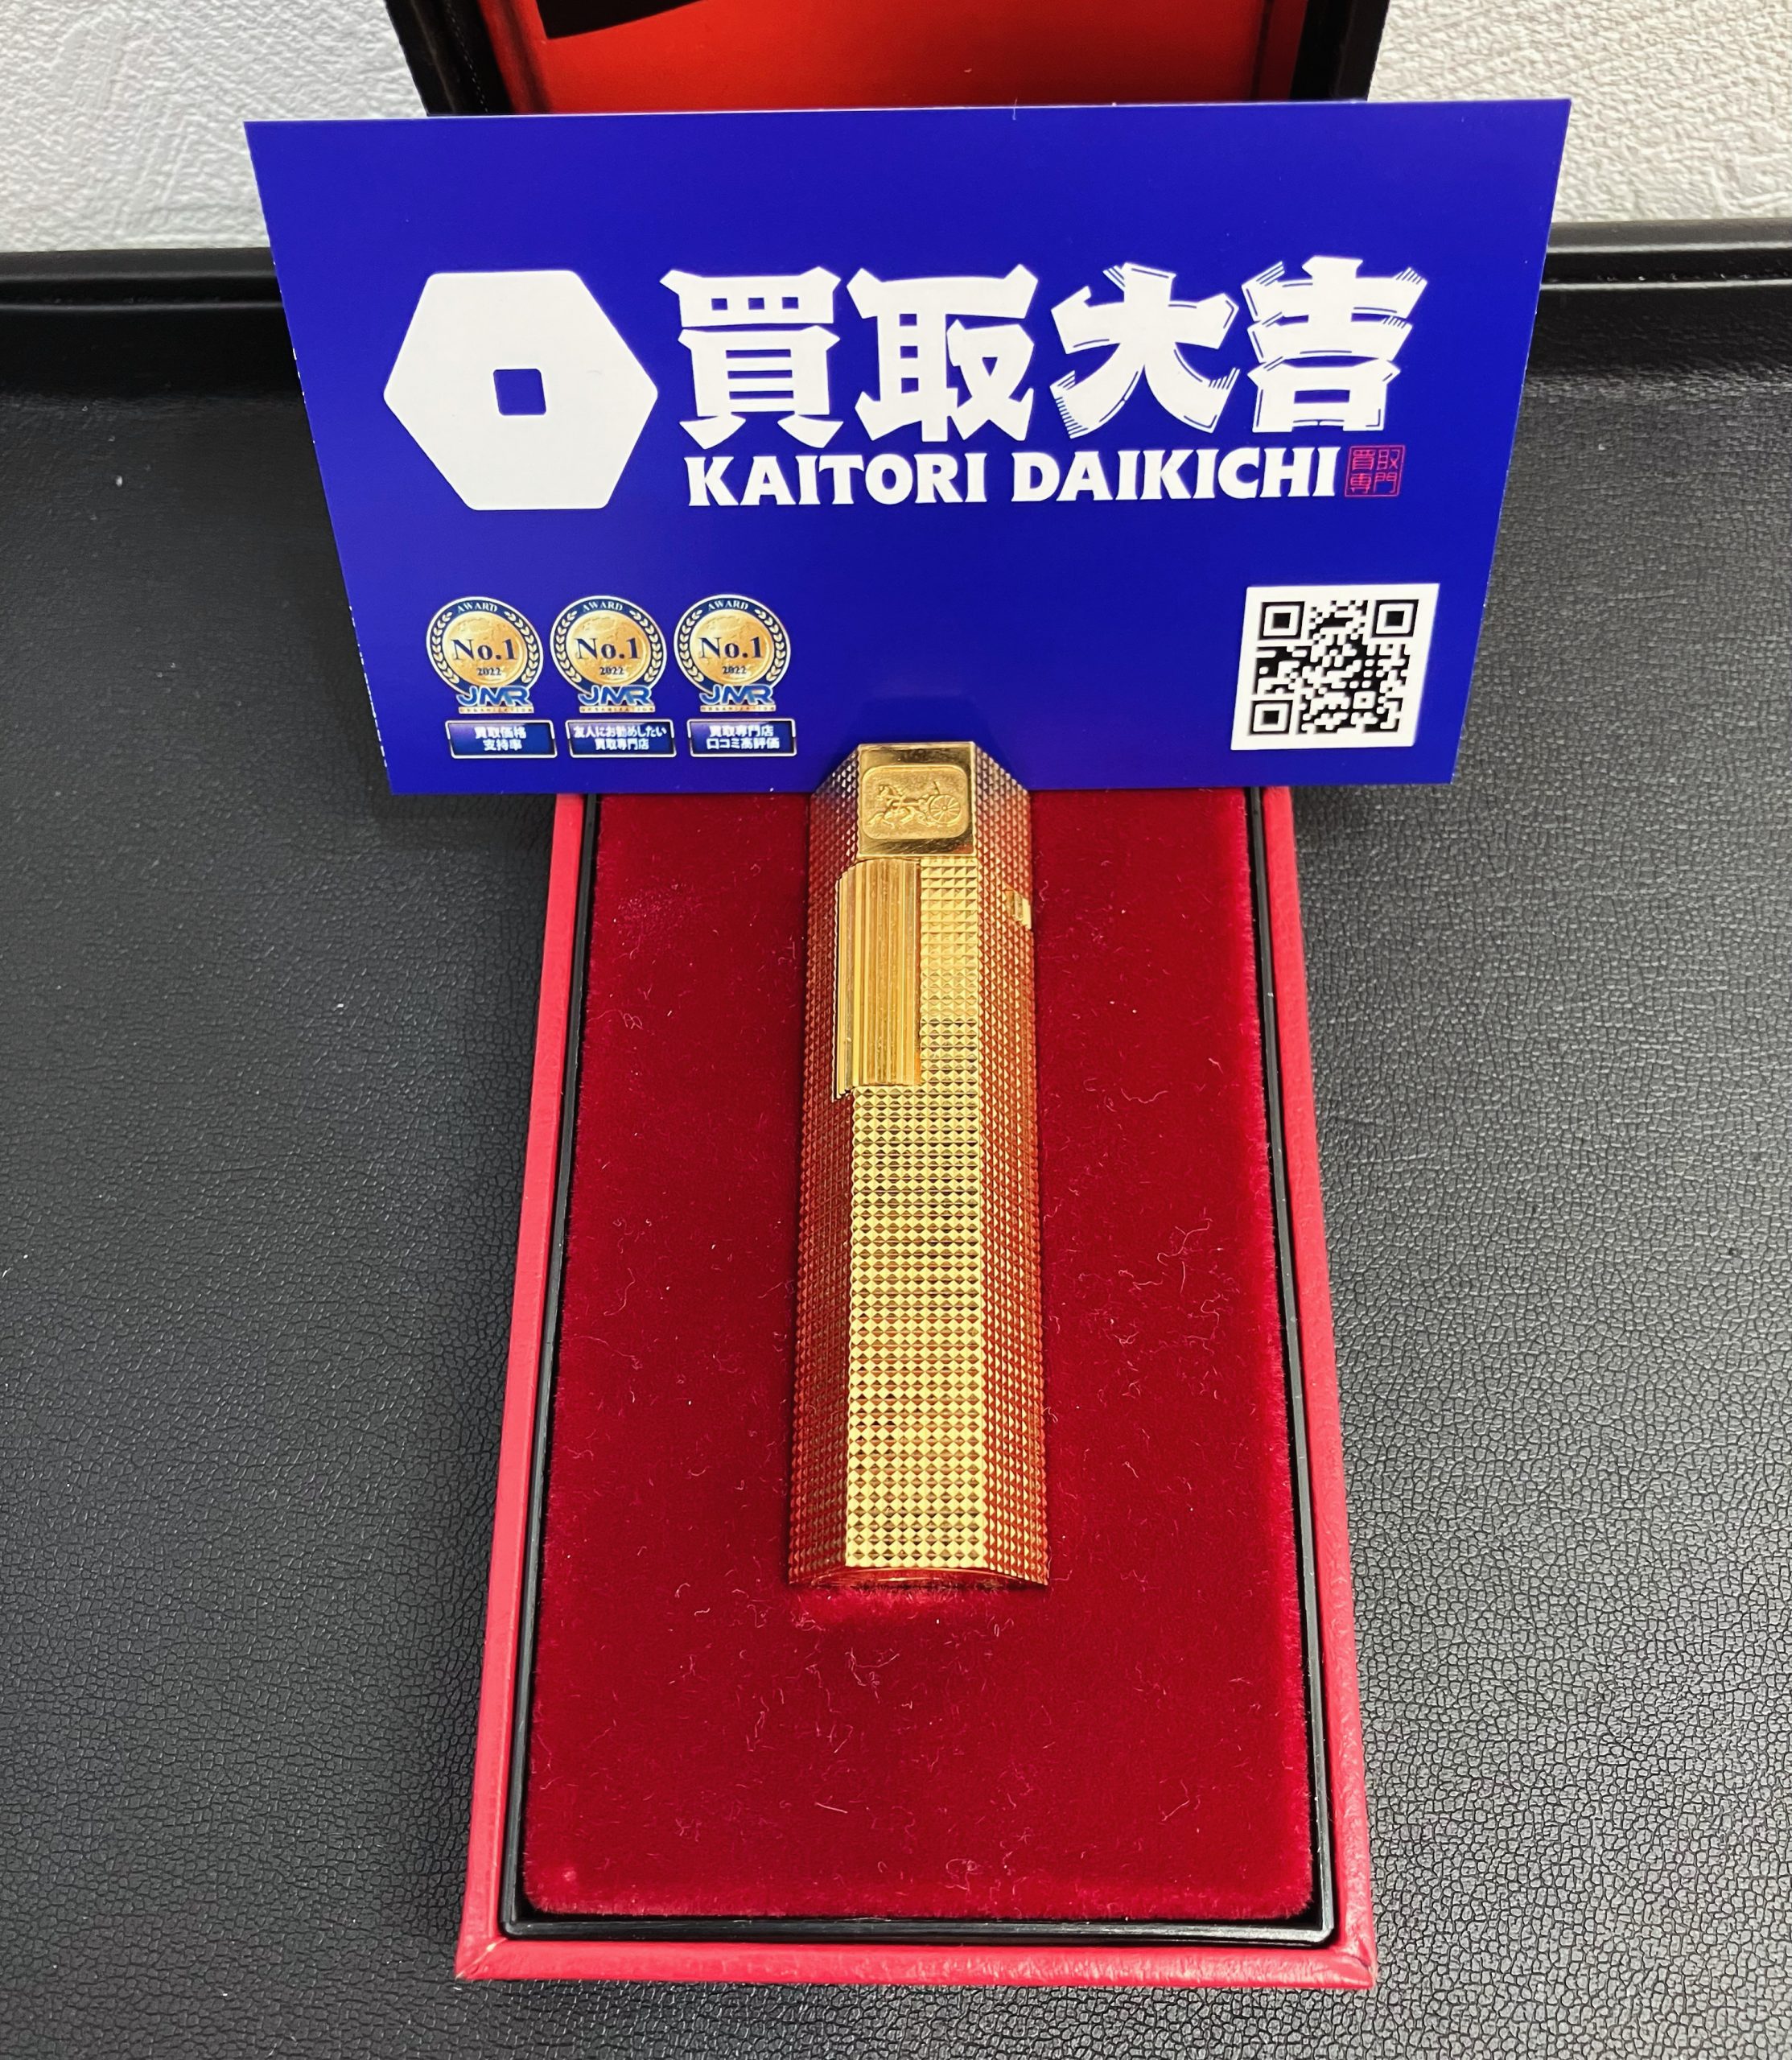 買取大吉
KAITORI DAIKICHI
買取
専門
AWARD
No.1
2022
JMR
ORGANIZATION
買取価格
支持率
AWARD
No.1
2022
JMR
ORGANIZATION
友人にお勧めしたい
買取専門店
AWARD
No.1
2022
JMR
ORGANIZATION
買取専門店
口コミ高評価